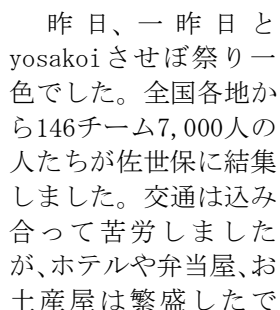 昨日、一昨日と
yosakoiさせぼ祭り一
色でした。全国各地か
ら146チーム7,000人の
人たちが佐世保に結集
しました。交通は込み
合って苦労しました
が、ホテルや弁当屋、お
土産屋は繁盛したで